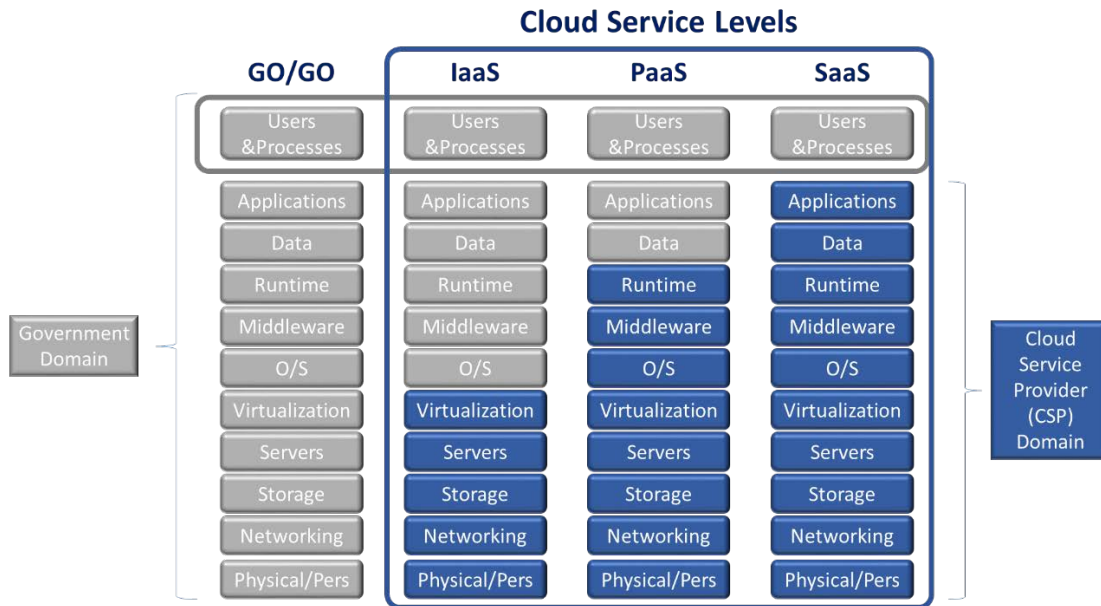 Cloud Service Levels
GO/GO IaaS PaaS SaaS
Users Users Users Users
&Processes &Processes &Processes &Processes
Applications Applications Applications Applications
Data Data Data Data
Runtime Runtime Runtime Runtime
Government
Domain
Middleware Middleware Middleware Middleware
O/S O/S O/S O/S
Cloud
Service
Provider
(CSP)
Domain
Virtualization Virtualization Virtualization Virtualization
Servers Servers Servers Servers
Storage Storage Storage Storage
Networking Networking Networking Networking
Physical/Pers Physical/Pers Physical/Pers Physical/Pers